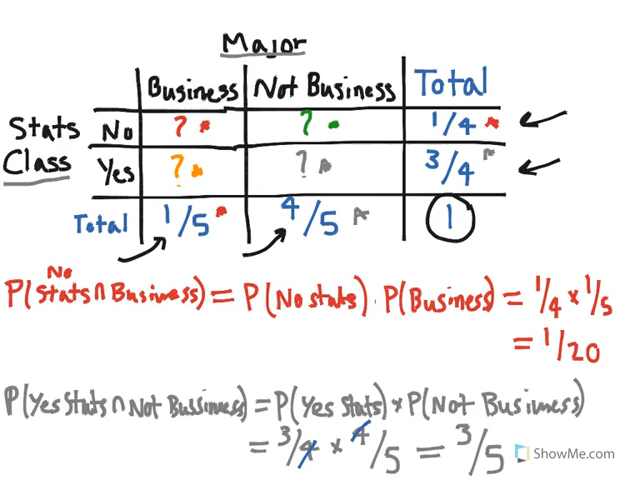 Major
Business Not Business Total
Stats No ? ? 1/4
Class Yes ? ? 3/4
Total 1/5 4/5 1
P(No Stats ∩ Business) = P(No stats) · P(Business) = 1/4 × 1/5
= 1/20
P(Yes Stats ∩ Not Bussiness) = P(Yes Stats) × P(Not Business)
= 3/4 × 4/5 = 3/5
ShowMe.com